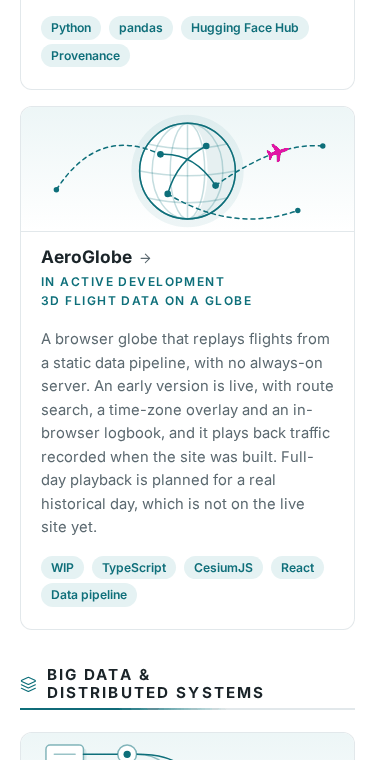 Python pandas Hugging Face Hub
Provenance
AeroGlobe →
IN ACTIVE DEVELOPMENT
3D FLIGHT DATA ON A GLOBE
A browser globe that replays flights from
a static data pipeline, with no always-on
server. An early version is live, with route
search, a time-zone overlay and an in-
browser logbook, and it plays back traffic
recorded when the site was built. Full-
day playback is planned for a real
historical day, which is not on the live
site yet.
WIP TypeScript CesiumJS React
Data pipeline
BIG DATA &
DISTRIBUTED SYSTEMS